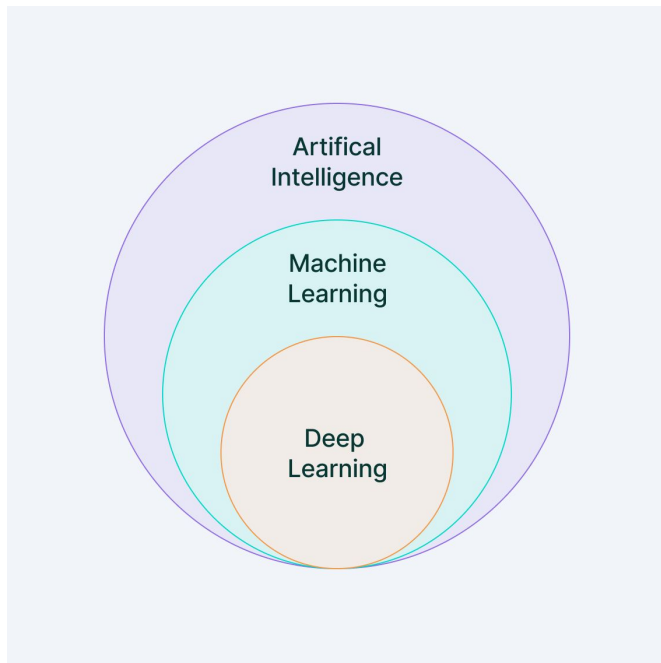 Artifical
Intelligence
Machine
Learning
Deep
Learning